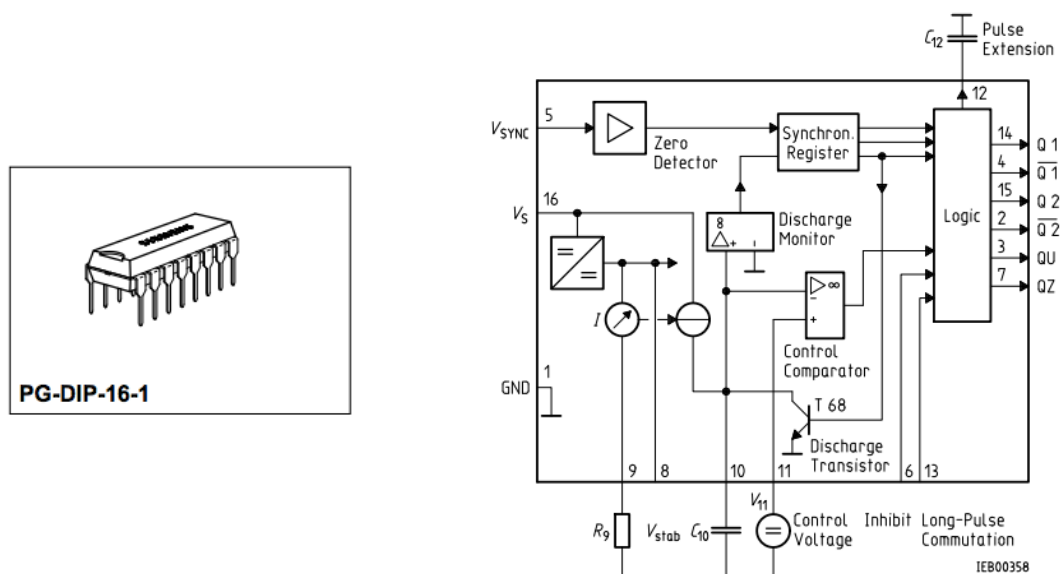 PG-DIP-16-1
C12
Pulse
Extension
12
VSYNC
5
Zero
Detector
Synchron.
Register
14
Q 1
4
Q̅1̅
15
Q 2
2
Q̅2̅
3
QU
7
QZ
Logic
VS
16
8
+
-
Discharge
Monitor
I
∞
-
+
Control
Comparator
GND
1
T 68
Discharge
Transistor
9
8
10
11
6
13
R9
Vstab
C10
V11
Control
Voltage
Inhibit
Long-Pulse
Commutation
IEB00358